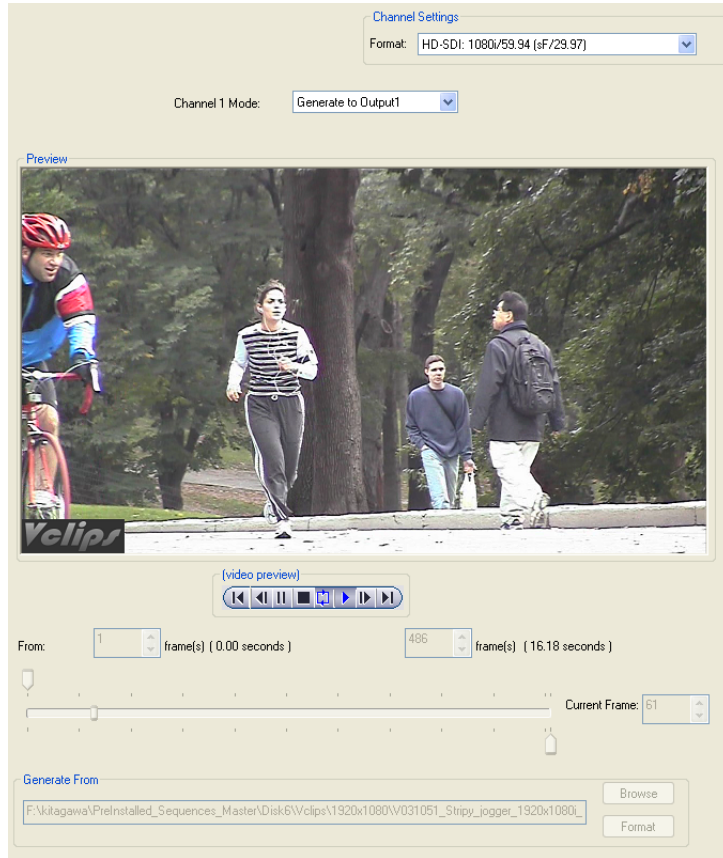 Channel Settings
Format: HD-SDI: 1080i/59.94 (sF/29.97)
Channel 1 Mode: Generate to Output1
Preview
Vclips
(video preview)
From: 1 frame(s) ( 0.00 seconds ) 486 frame(s) ( 16.18 seconds )
Current Frame: 61
Generate From
F:\kitagawa\PreInstalled_Sequences_Master\Disk6\Vclips\1920x1080\V031051_Stripy_jogger_1920x1080i_
Browse
Format